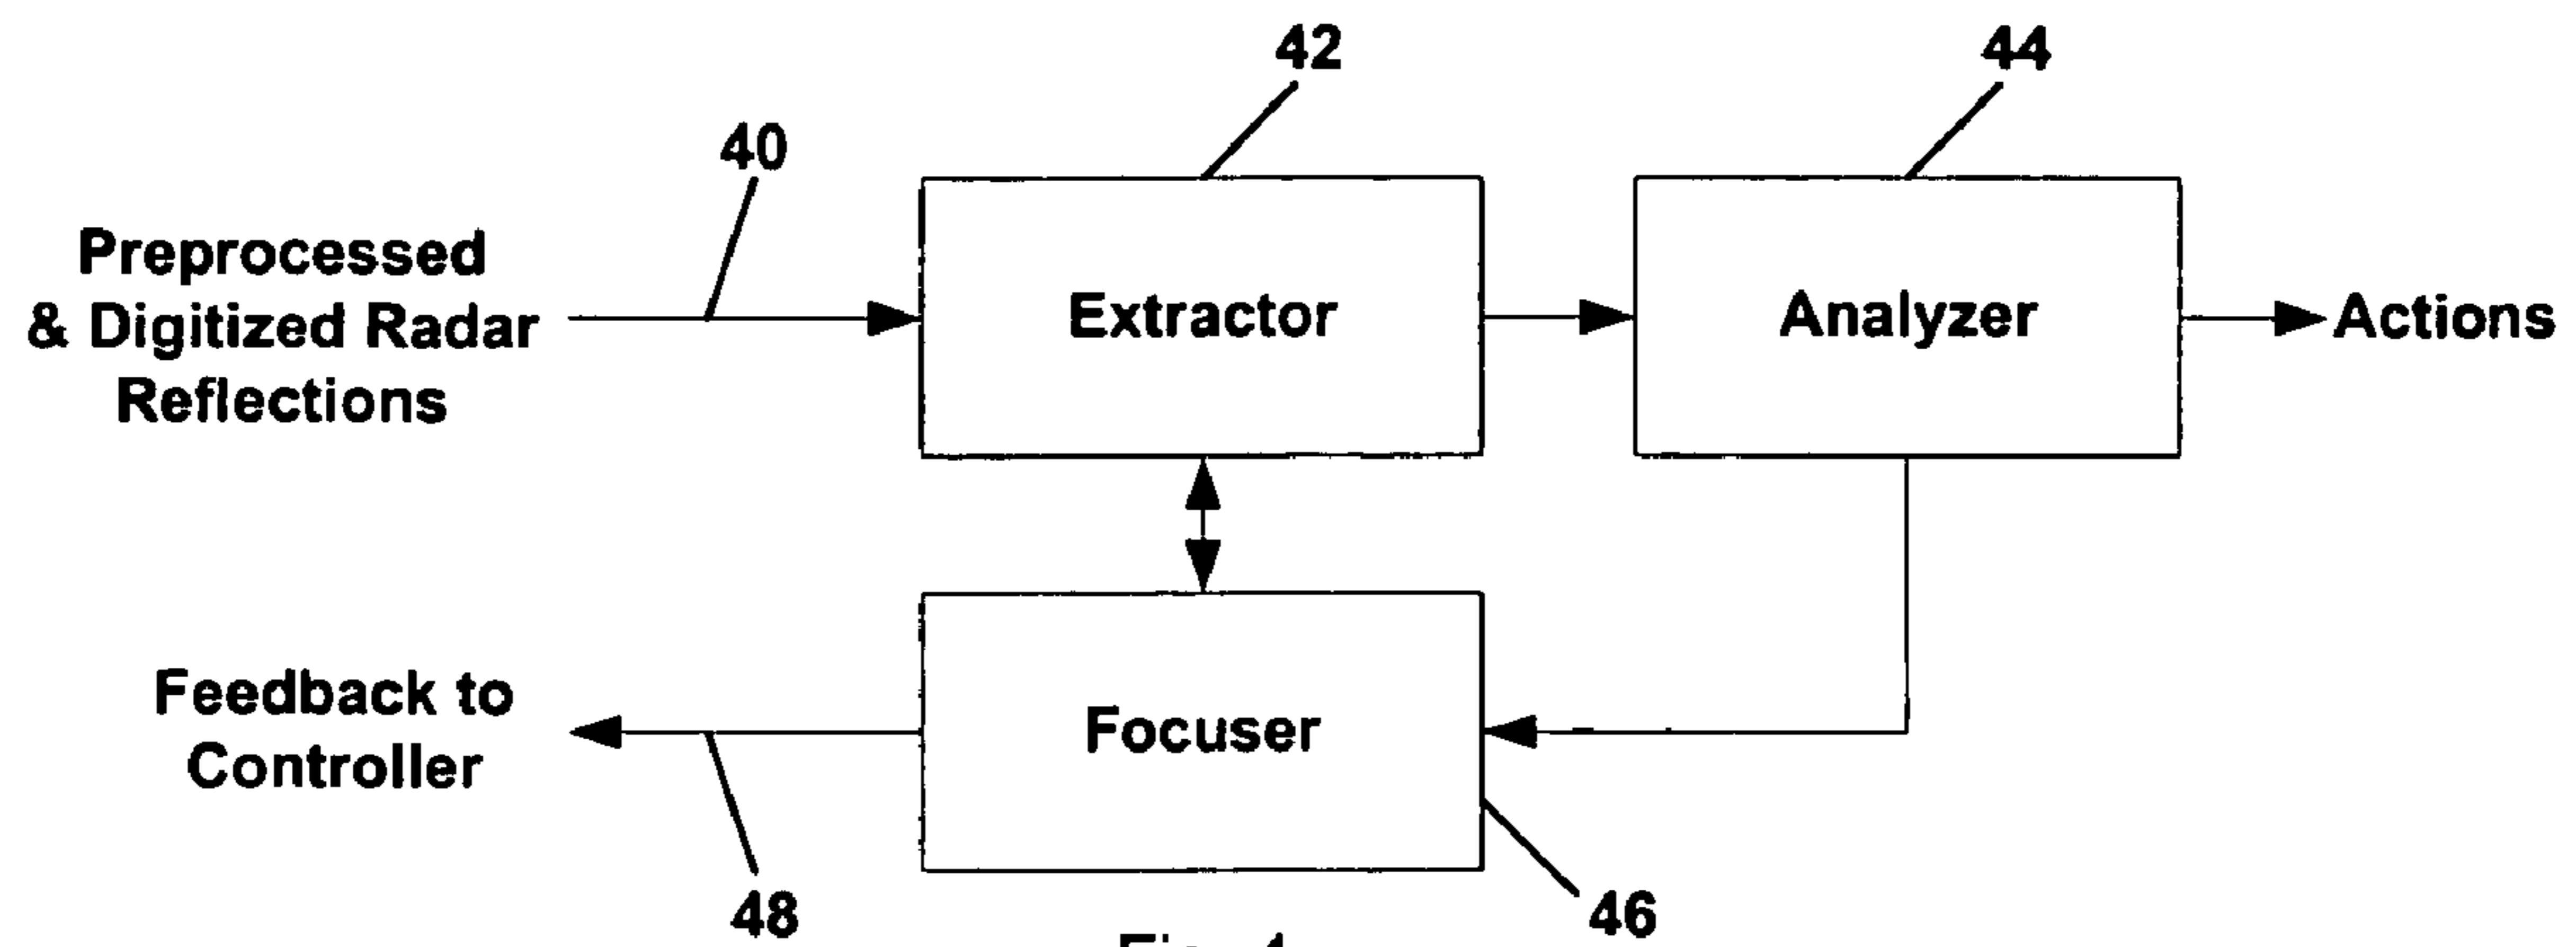 42
44
40
Preprocessed
& Digitized Radar
Reflections
Extractor
Analyzer
Actions
Feedback to
Controller
Focuser
48
46